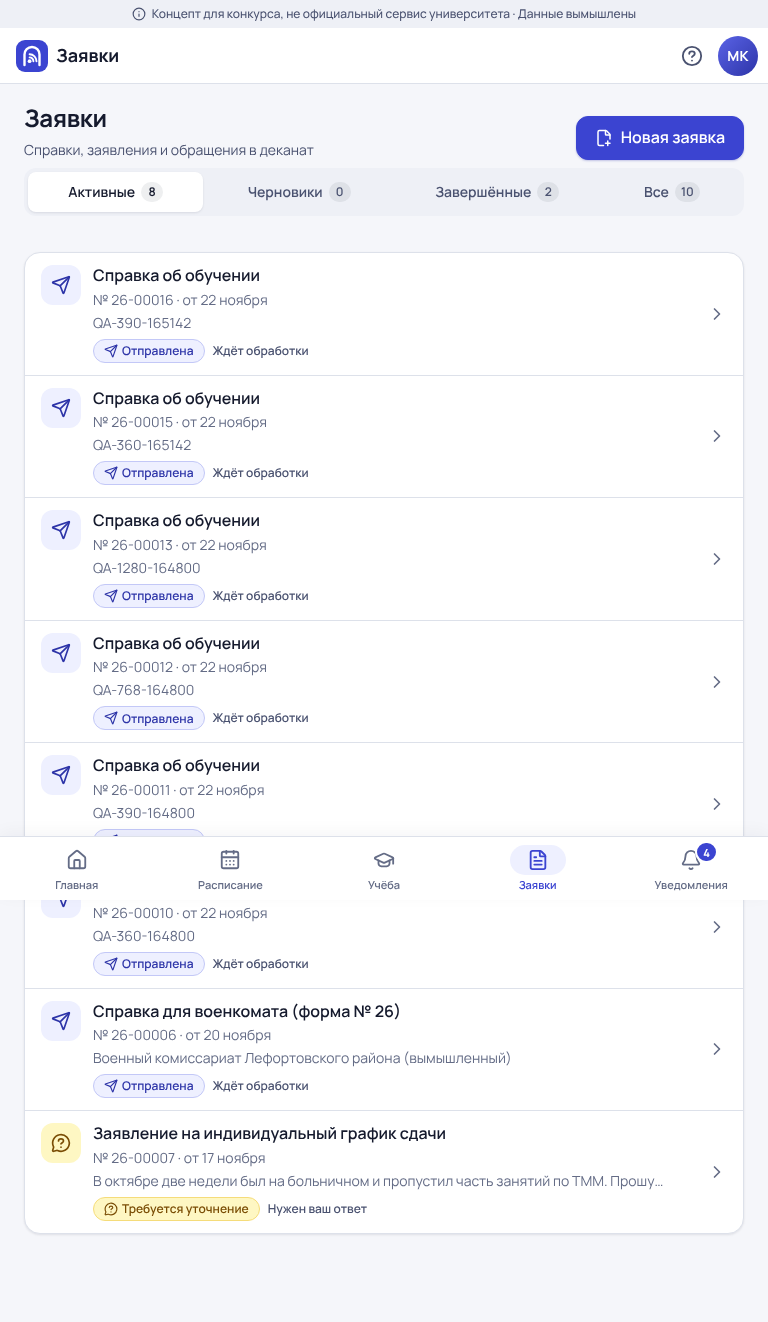 Концепт для конкурса, не официальный сервис университета · Данные вымышлены
Заявки
МК
Заявки
Справки, заявления и обращения в деканат
Новая заявка
Активные 8
Черновики 0
Завершённые 2
Все 10
Справка об обучении
№ 26-00016 · от 22 ноября
QA-390-165142
Отправлена Ждёт обработки
Справка об обучении
№ 26-00015 · от 22 ноября
QA-360-165142
Отправлена Ждёт обработки
Справка об обучении
№ 26-00013 · от 22 ноября
QA-1280-164800
Отправлена Ждёт обработки
Справка об обучении
№ 26-00012 · от 22 ноября
QA-768-164800
Отправлена Ждёт обработки
Справка об обучении
№ 26-00011 · от 22 ноября
QA-390-164800
Главная
Расписание
Учёба
Заявки
4
Уведомления
№ 26-00010 · от 22 ноября
QA-360-164800
Отправлена Ждёт обработки
Справка для военкомата (форма № 26)
№ 26-00006 · от 20 ноября
Военный комиссариат Лефортовского района (вымышленный)
Отправлена Ждёт обработки
Заявление на индивидуальный график сдачи
№ 26-00007 · от 17 ноября
В октябре две недели был на больничном и пропустил часть занятий по ТММ. Прошу...
Требуется уточнение Нужен ваш ответ